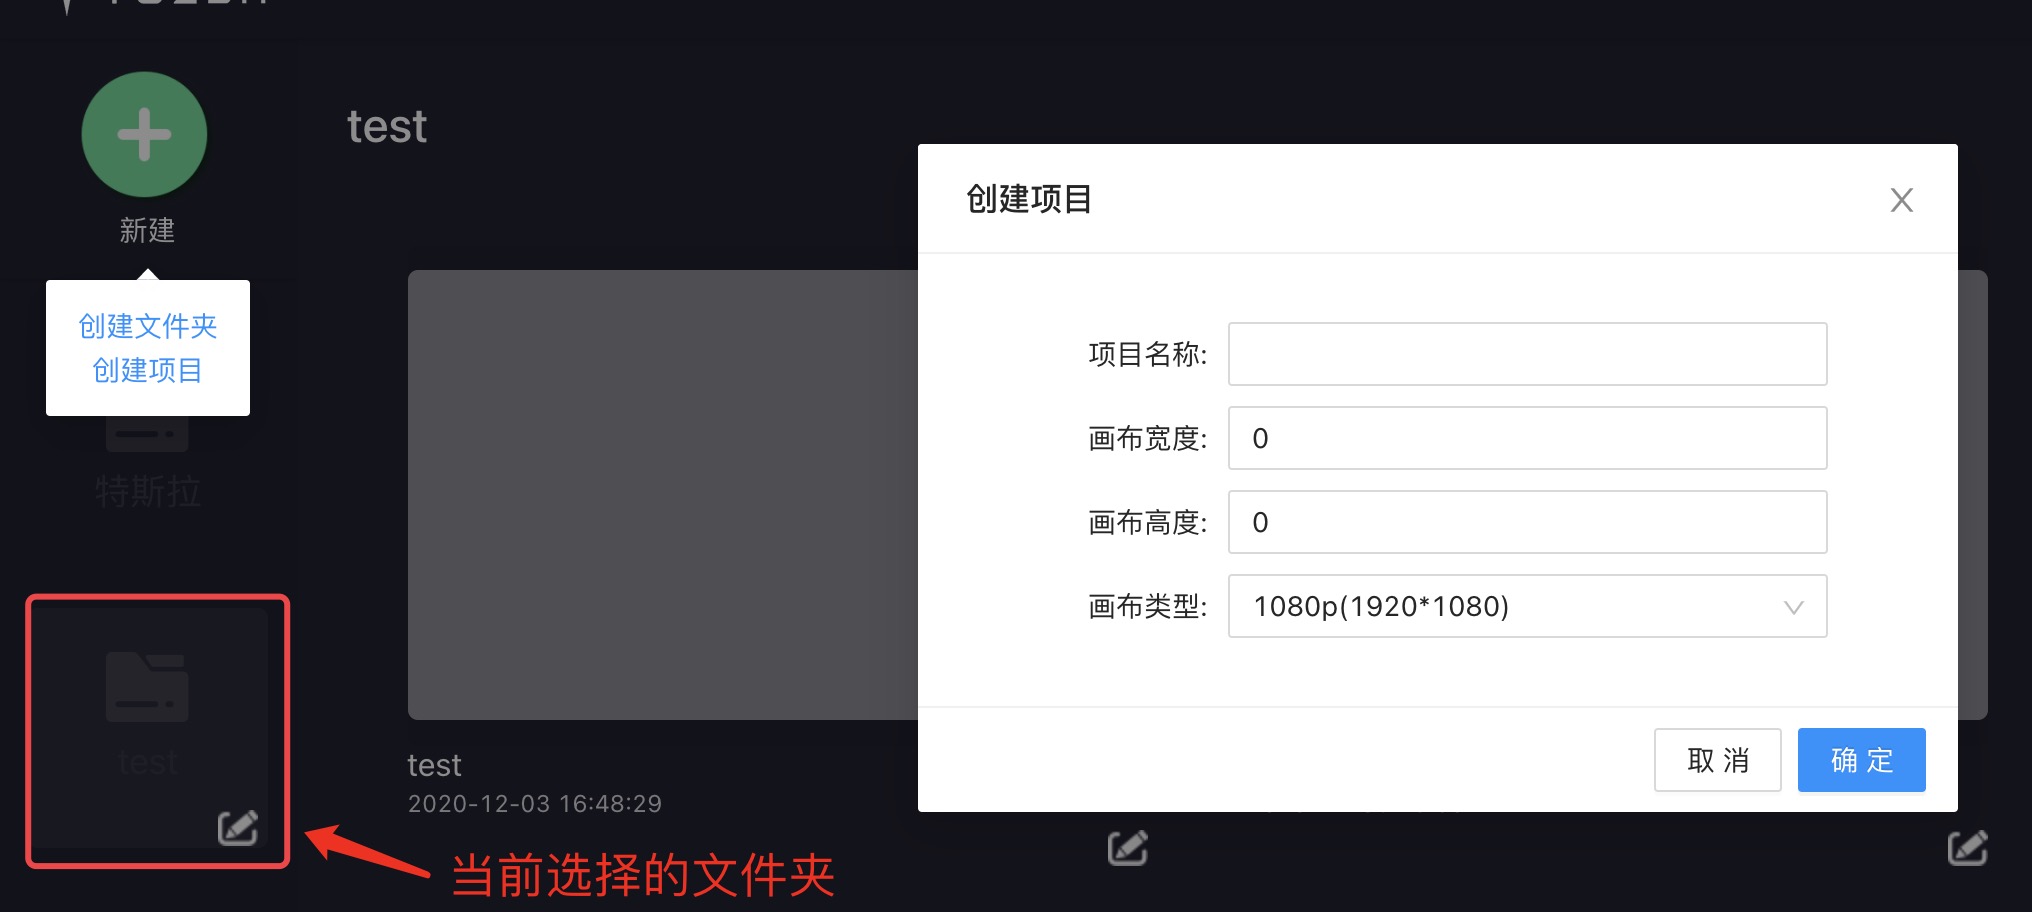 新建
创建文件夹
创建项目
特斯拉
test
test
test
2020-12-03 16:48:29
当前选择的文件夹
创建项目
项目名称:
画布宽度: 0
画布高度: 0
画布类型: 1080p(1920*1080)
取 消
确 定